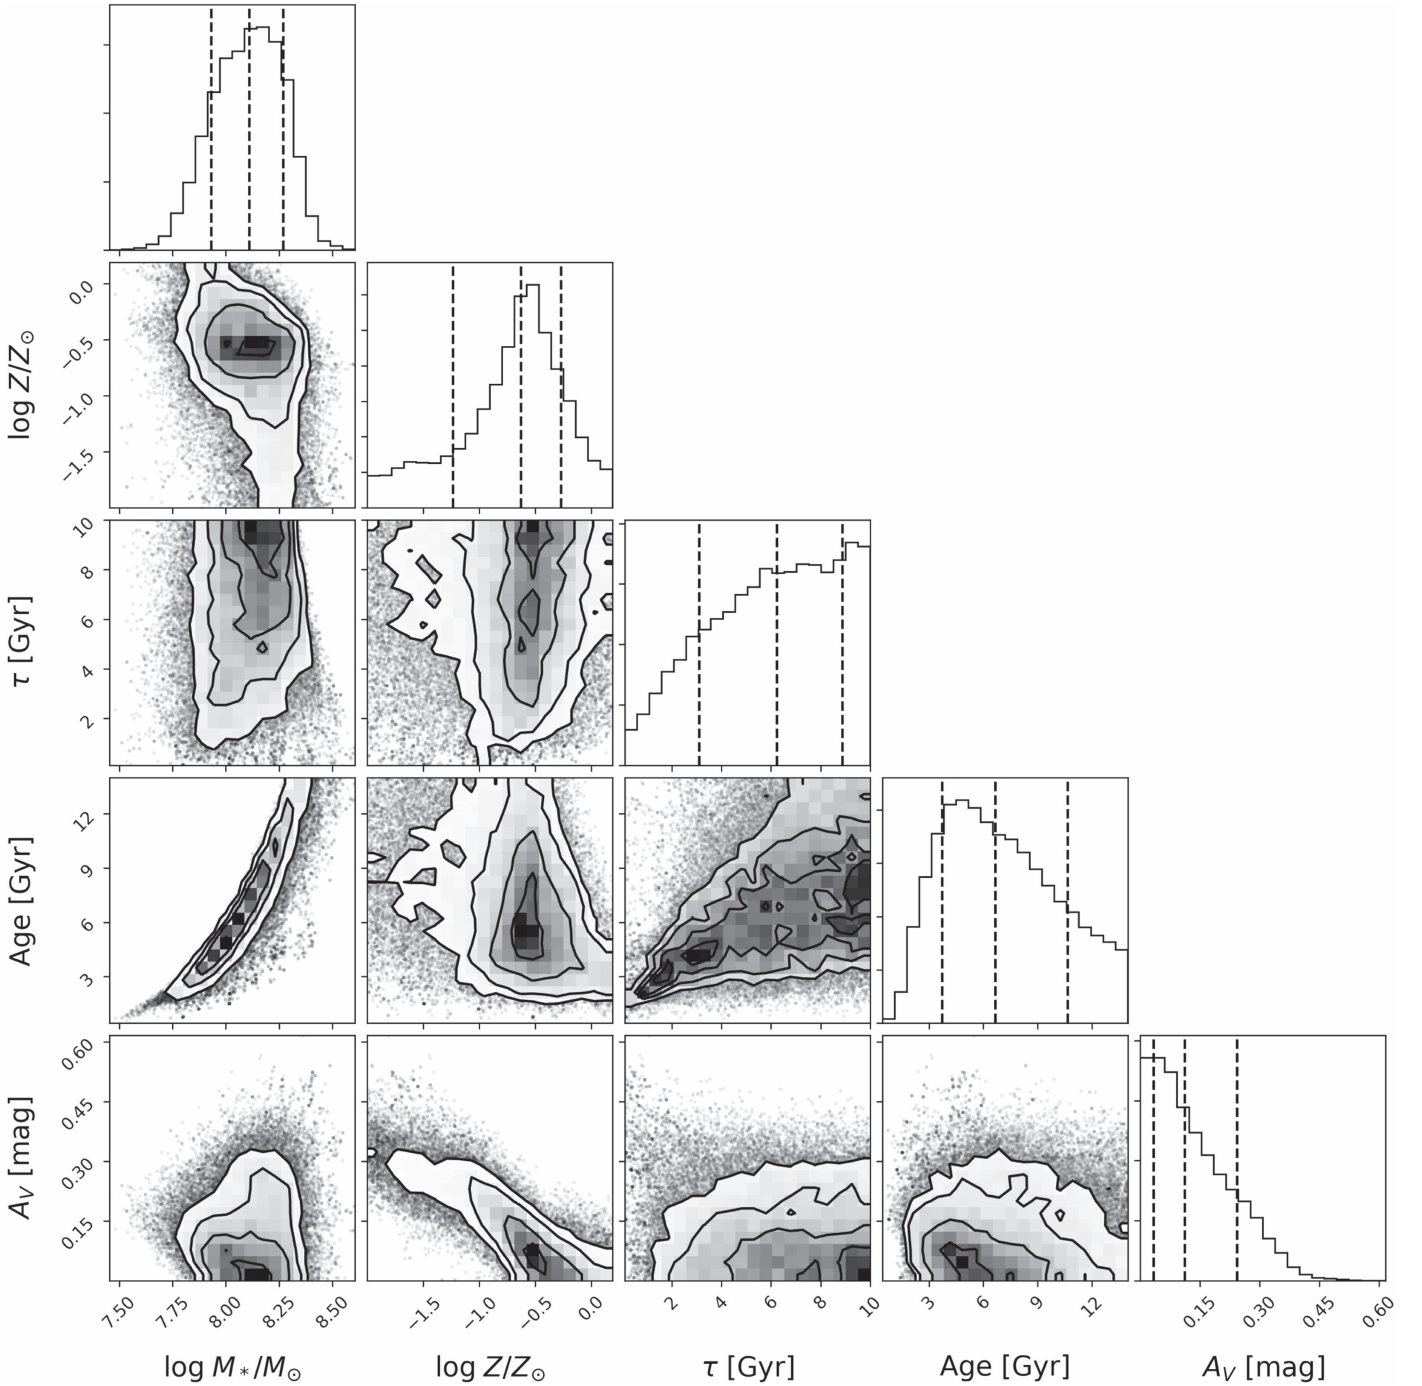 log Z/Z⊙
0.0
−0.5
−1.0
−1.5
τ [Gyr]
10
8
6
4
2
Age [Gyr]
12
9
6
3
A_V [mag]
0.60
0.45
0.30
0.15
7.50 7.75 8.00 8.25 8.50
−1.5 −1.0 −0.5 0.0
2 4 6 8 10
3 6 9 12
0.15 0.30 0.45 0.60
log M_*/M⊙ log Z/Z⊙ τ [Gyr] Age [Gyr] A_V [mag]